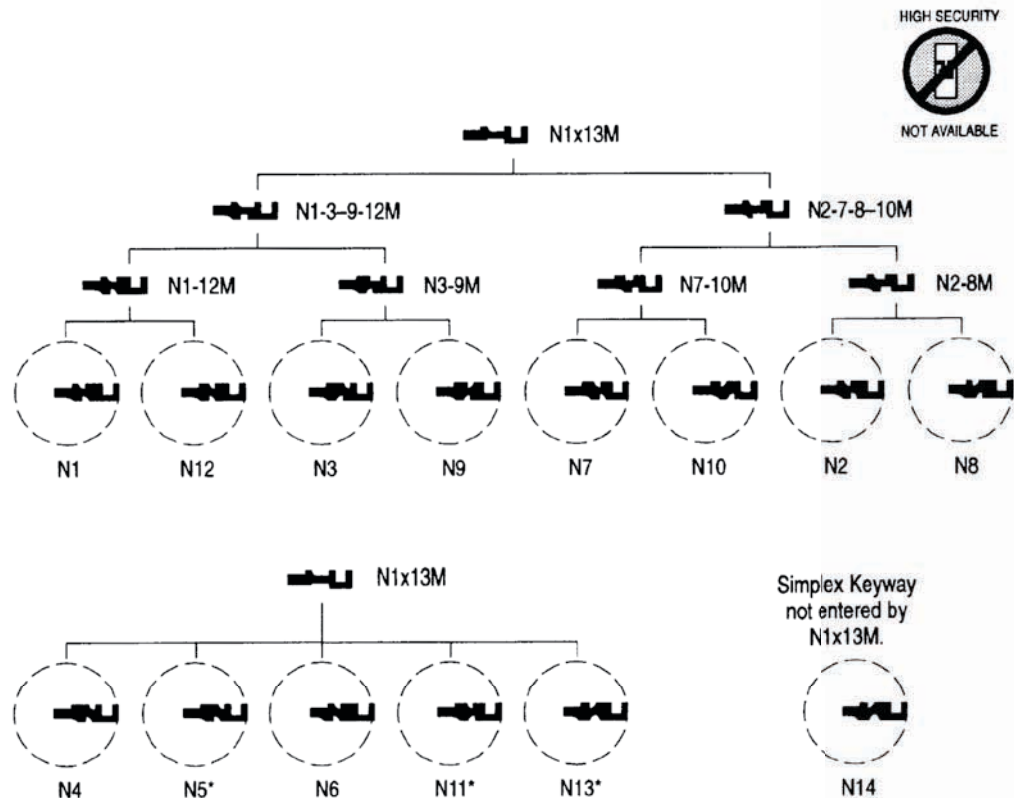 HIGH SECURITY
NOT AVAILABLE
N1x13M
N1-3-9-12M
N2-7-8-10M
N1-12M
N3-9M
N7-10M
N2-8M
N1
N12
N3
N9
N7
N10
N2
N8
N1x13M
Simplex Keyway
not entered by
N1x13M.
N4
N5*
N6
N11*
N13*
N14